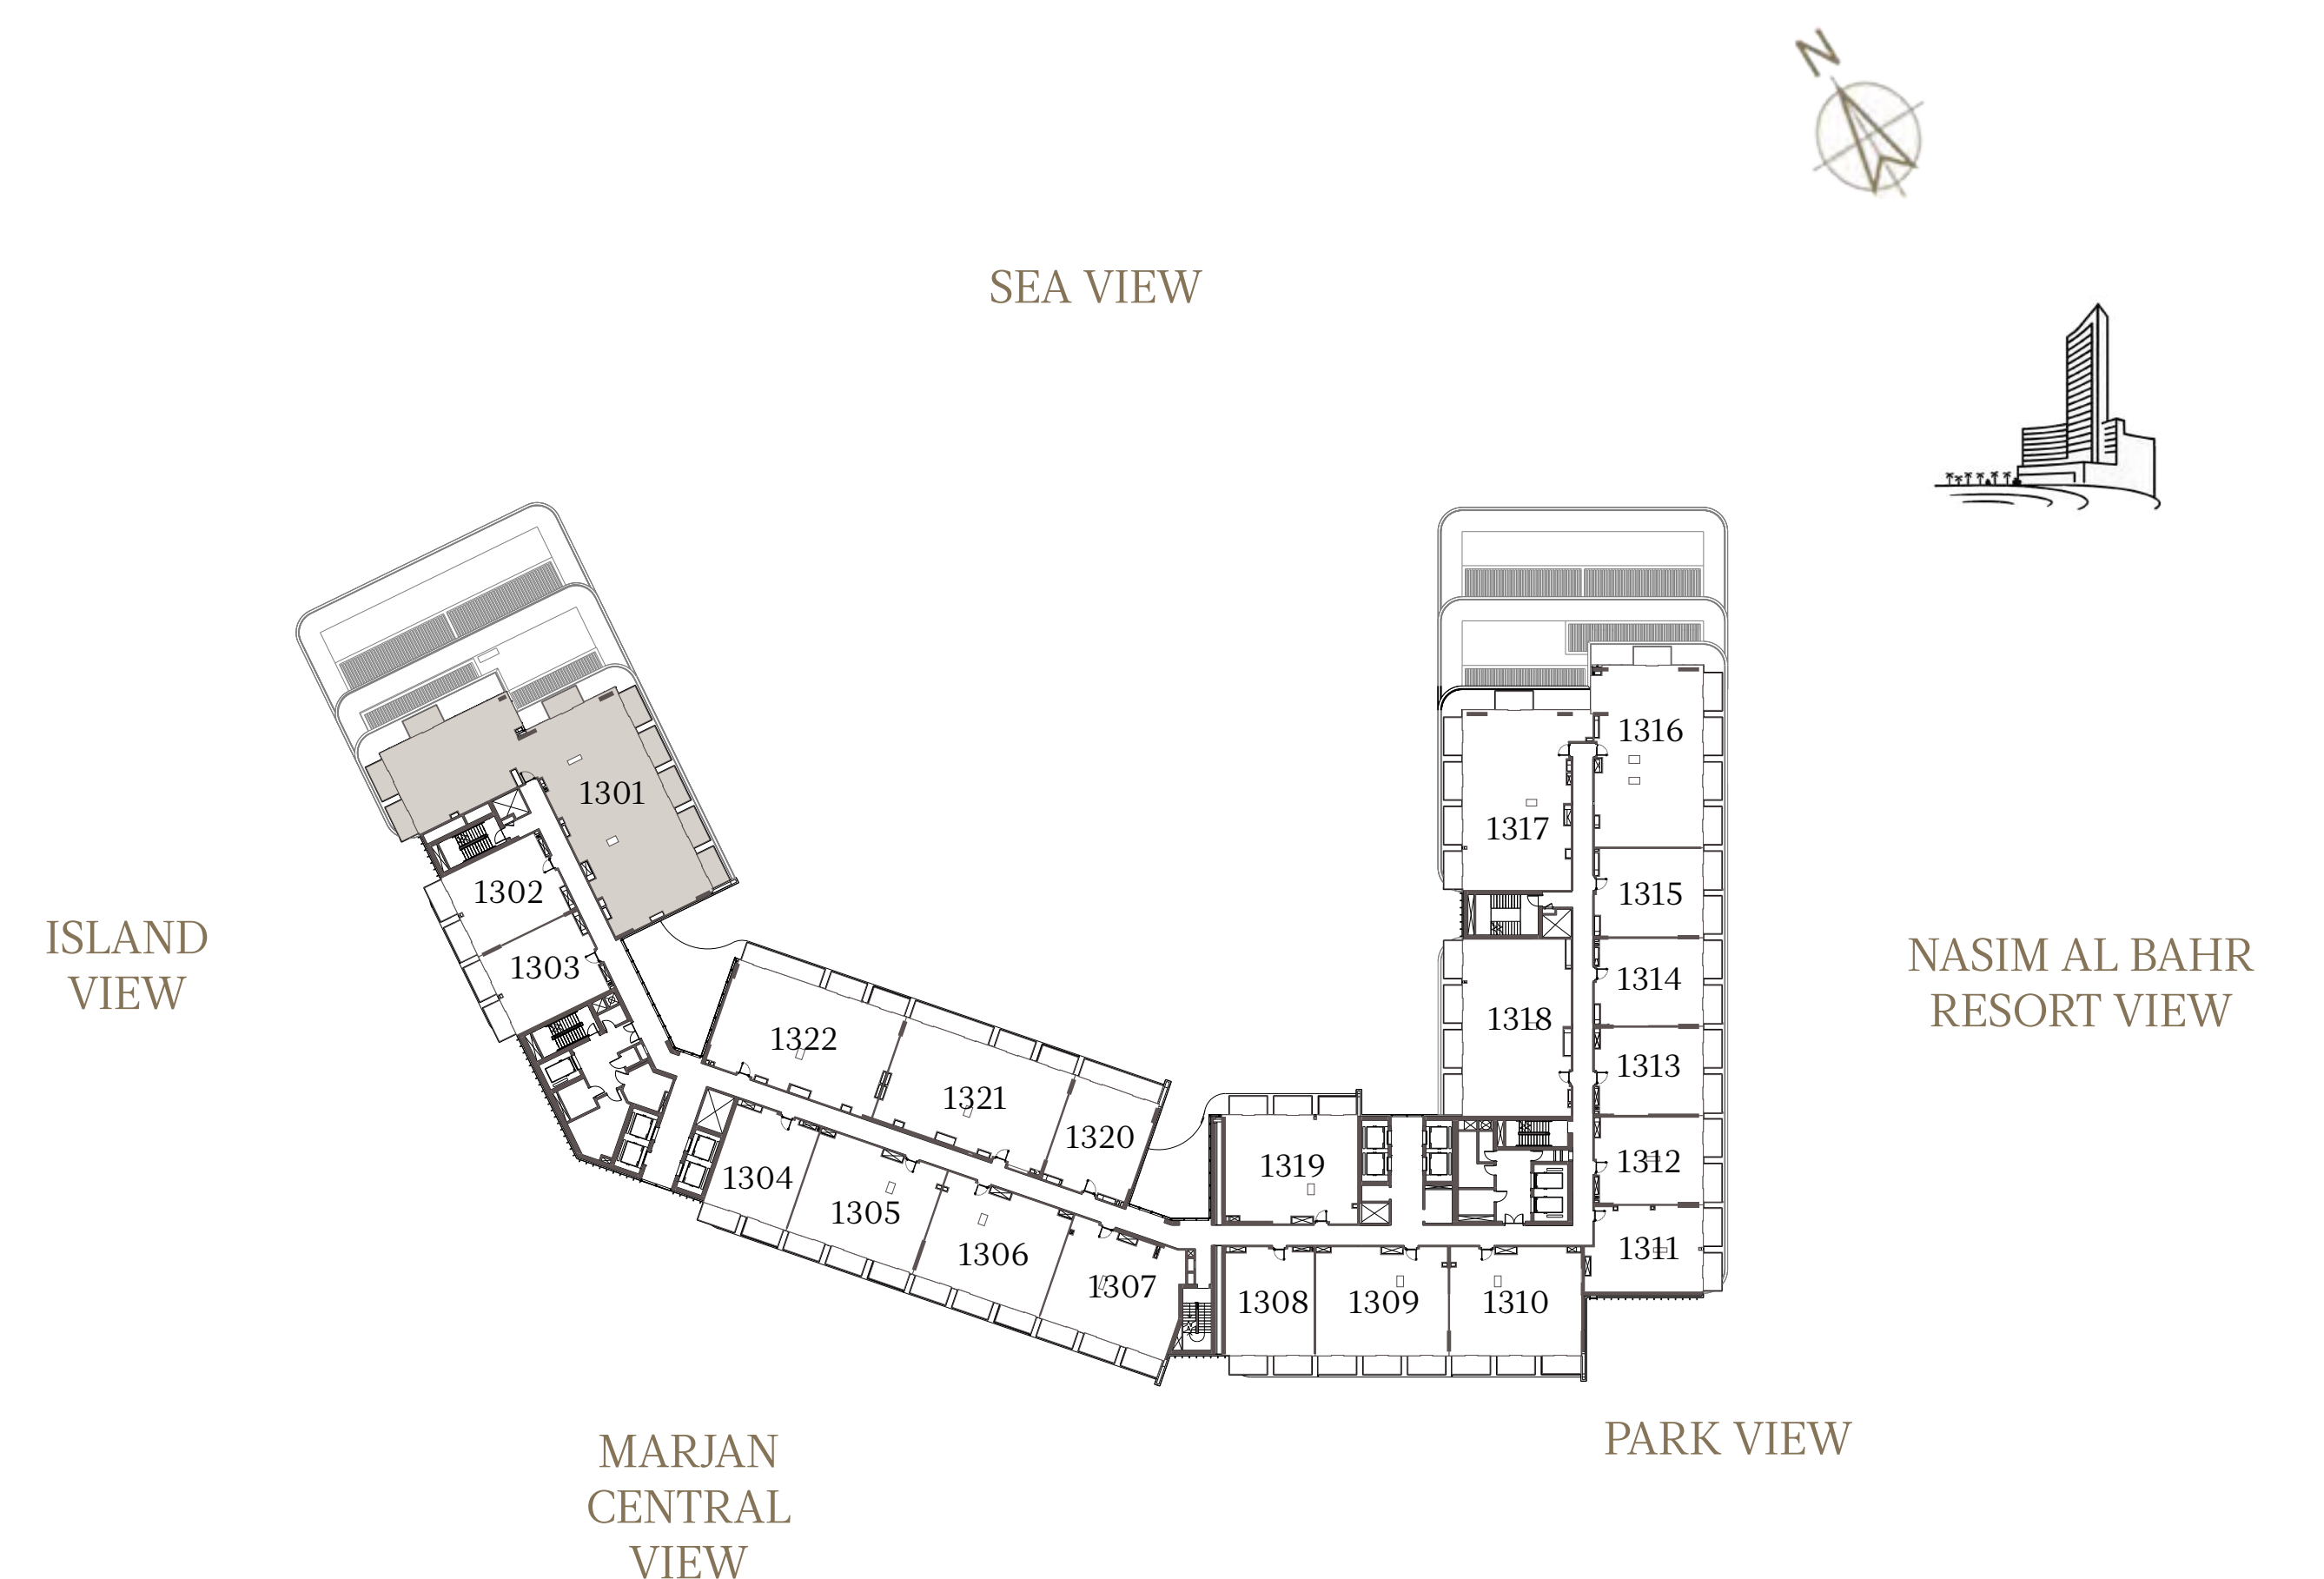 N
SEA VIEW
1301
1302
1303
1316
1317
1315
1314
1318
1313
1312
1311
ISLAND
VIEW
NASIM AL BAHR
RESORT VIEW
1322
1321
1320
1319
1304
1305
1306
1307
1308
1309
1310
MARJAN
CENTRAL
VIEW
PARK VIEW